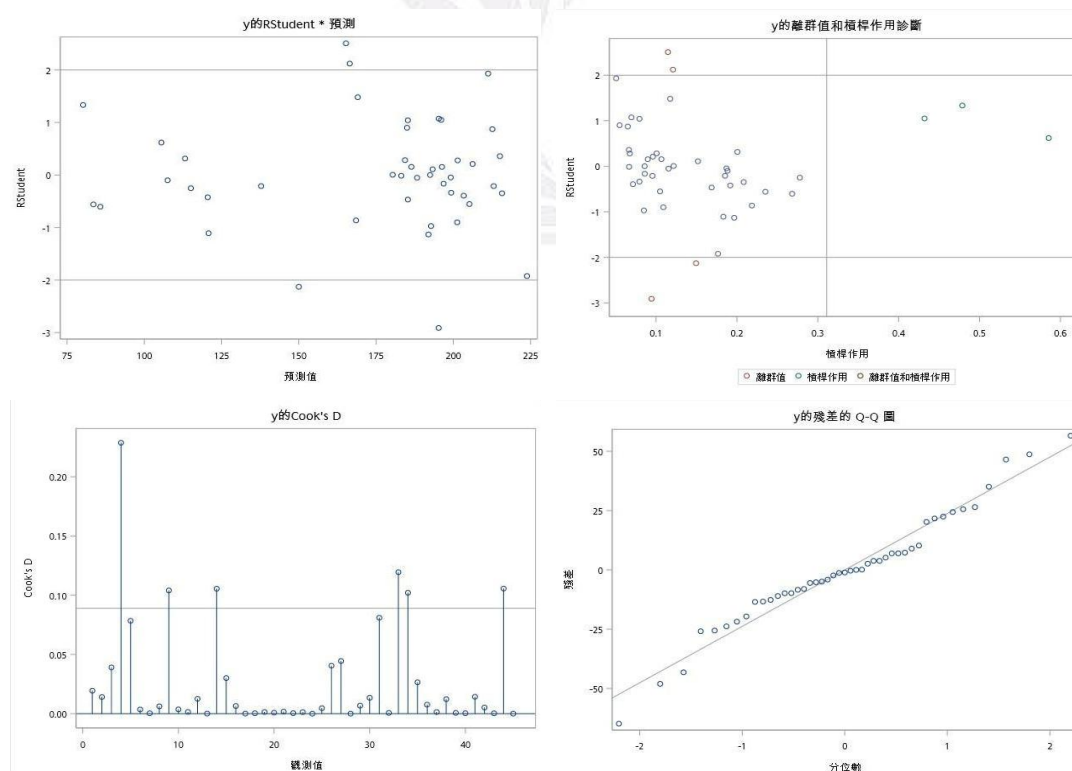 y的RStudent * 預測
2
1
0
-1
-2
-3
RStudent
75 100 125 150 175 200 225
預測值
y的離群值和槓桿作用診斷
2
1
0
-1
-2
-3
RStudent
0.1 0.2 0.3 0.4 0.5 0.6
槓桿作用
離群值 槓桿作用 離群值和槓桿作用
y的Cook's D
0.20
0.15
0.10
0.05
0.00
Cook's D
0 10 20 30 40
觀測值
y的殘差的 Q-Q 圖
50
25
0
-25
-50
殘差
-2 -1 0 1 2
分位數